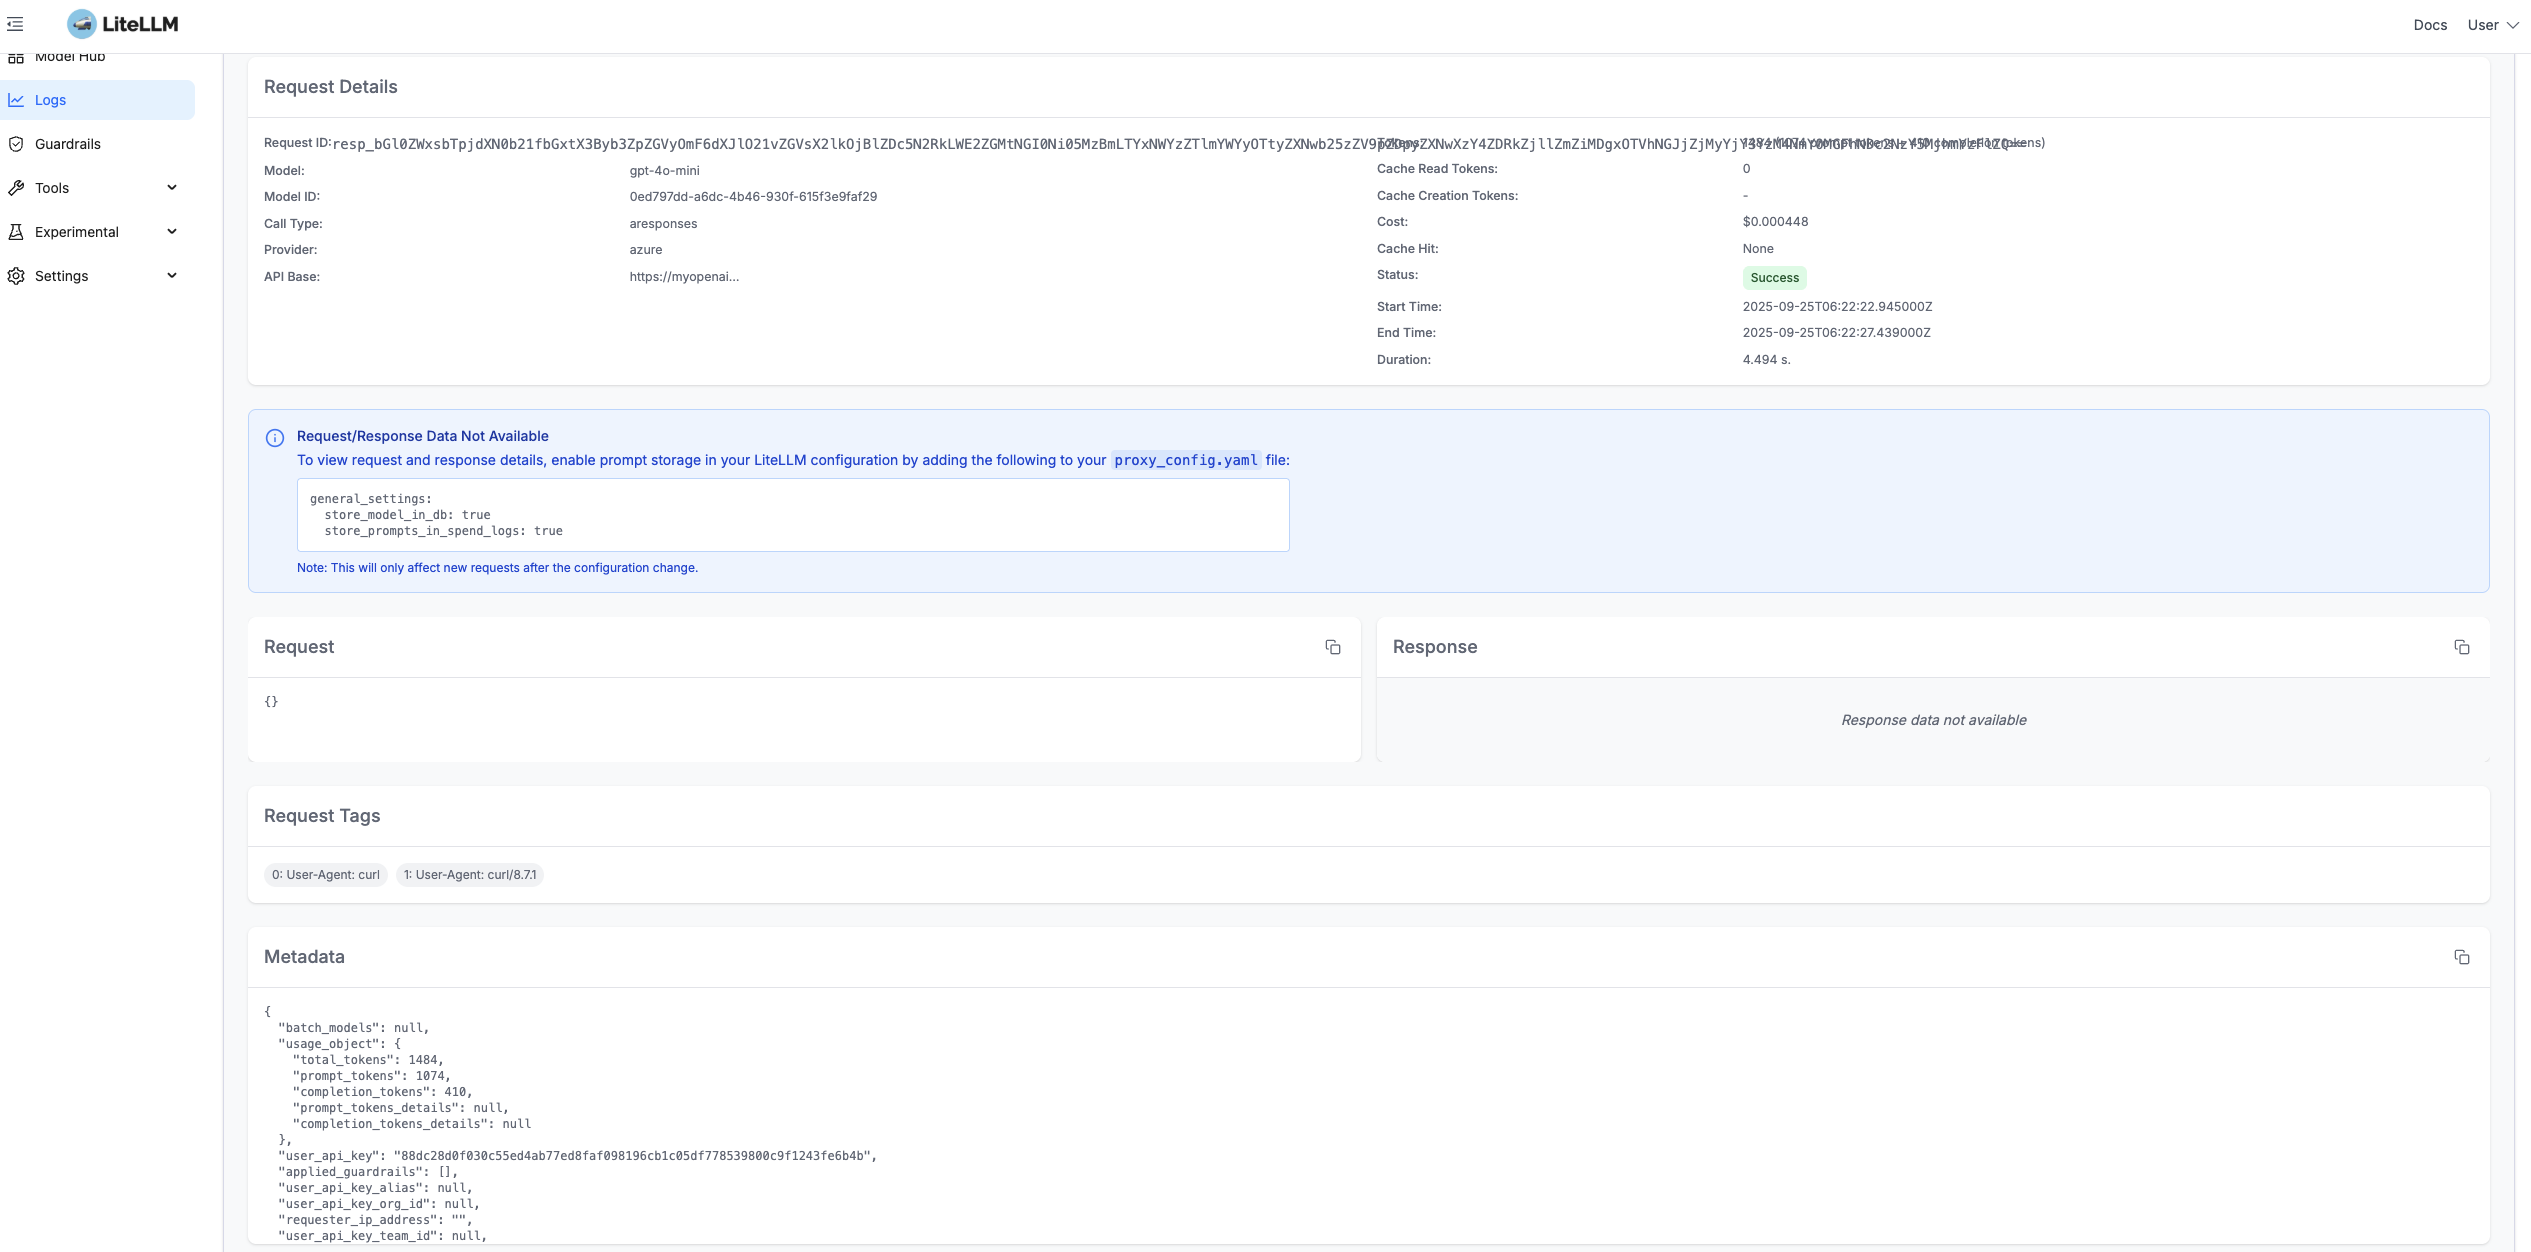 LiteLLM
Docs
User
Model Hub
Logs
Guardrails
Tools
Experimental
Settings
Request Details
Request ID:
Model:
gpt-4o-mini
Model ID:
0ed797dd-a6dc-4b46-930f-615f3e9faf29
Call Type:
aresponses
Provider:
azure
API Base:
https://myopenai...
Cache Read Tokens:
0
Cache Creation Tokens:
-
Cost:
$0.000448
Cache Hit:
None
Status:
Success
Start Time:
2025-09-25T06:22:22.945000Z
End Time:
2025-09-25T06:22:27.439000Z
Duration:
4.494 s.
Request/Response Data Not Available
To view request and response details, enable prompt storage in your LiteLLM configuration by adding the following to your proxy_config.yaml file:
general_settings:
store_model_in_db: true
store_prompts_in_spend_logs: true
Note: This will only affect new requests after the configuration change.
Request
{}
Response
Response data not available
Request Tags
0: User-Agent: curl
1: User-Agent: curl/8.7.1
Metadata
{
"batch_models": null,
"usage_object": {
"total_tokens": 1484,
"prompt_tokens": 1074,
"completion_tokens": 410,
"prompt_tokens_details": null,
"completion_tokens_details": null
},
"user_api_key": "88dc28d0f030c55ed4ab77ed8faf098196cb1c05df778539800c9f1243fe6b4b",
"applied_guardrails": [],
"user_api_key_alias": null,
"user_api_key_org_id": null,
"requester_ip_address": "",
"user_api_key_team_id": null,